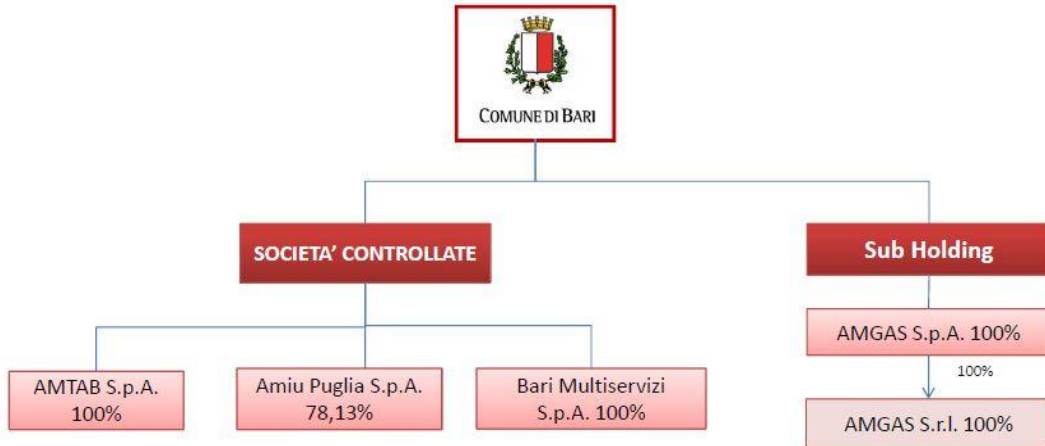 COMUNE DI BARI
SOCIETA’ CONTROLLATE
Sub Holding
AMTAB S.p.A.
100%
Amiu Puglia S.p.A.
78,13%
Bari Multiservizi
S.p.A. 100%
AMGAS S.p.A. 100%
100%
AMGAS S.r.l. 100%